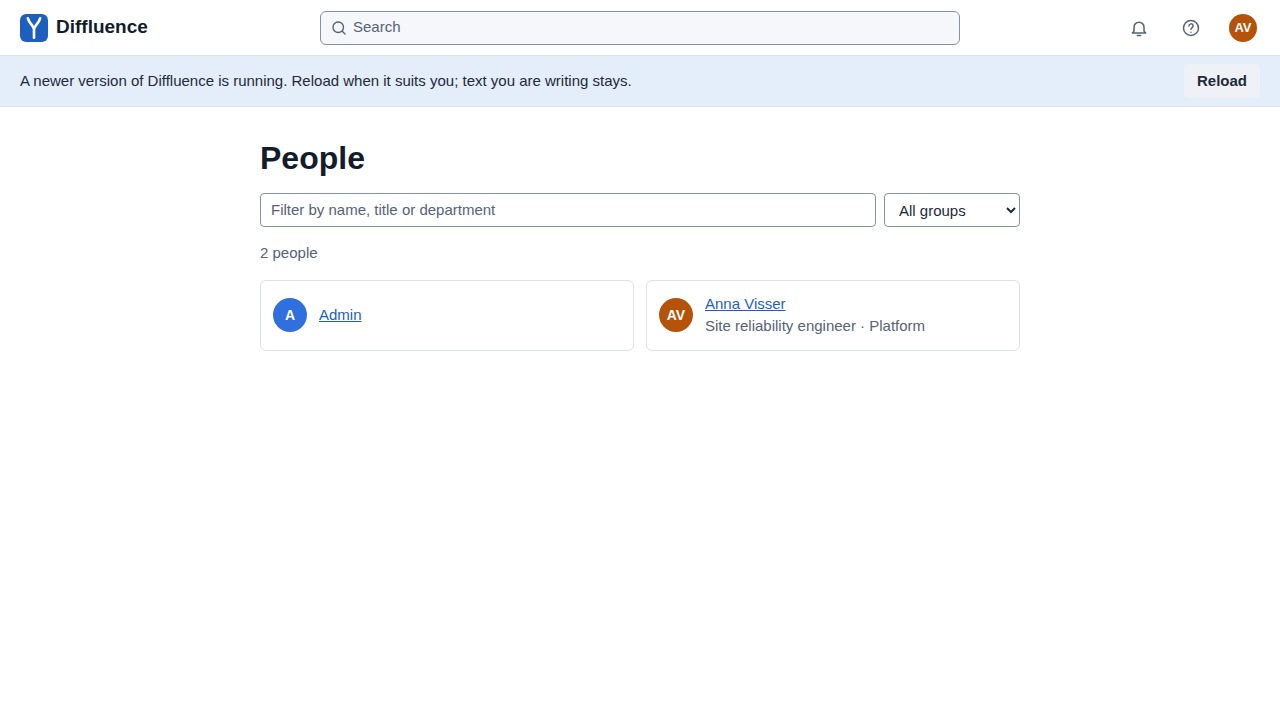 Diffluence
Search
AV
A newer version of Diffluence is running. Reload when it suits you; text you are writing stays.
Reload
People
Filter by name, title or department
All groups
2 people
A
Admin
AV
Anna Visser
Site reliability engineer · Platform